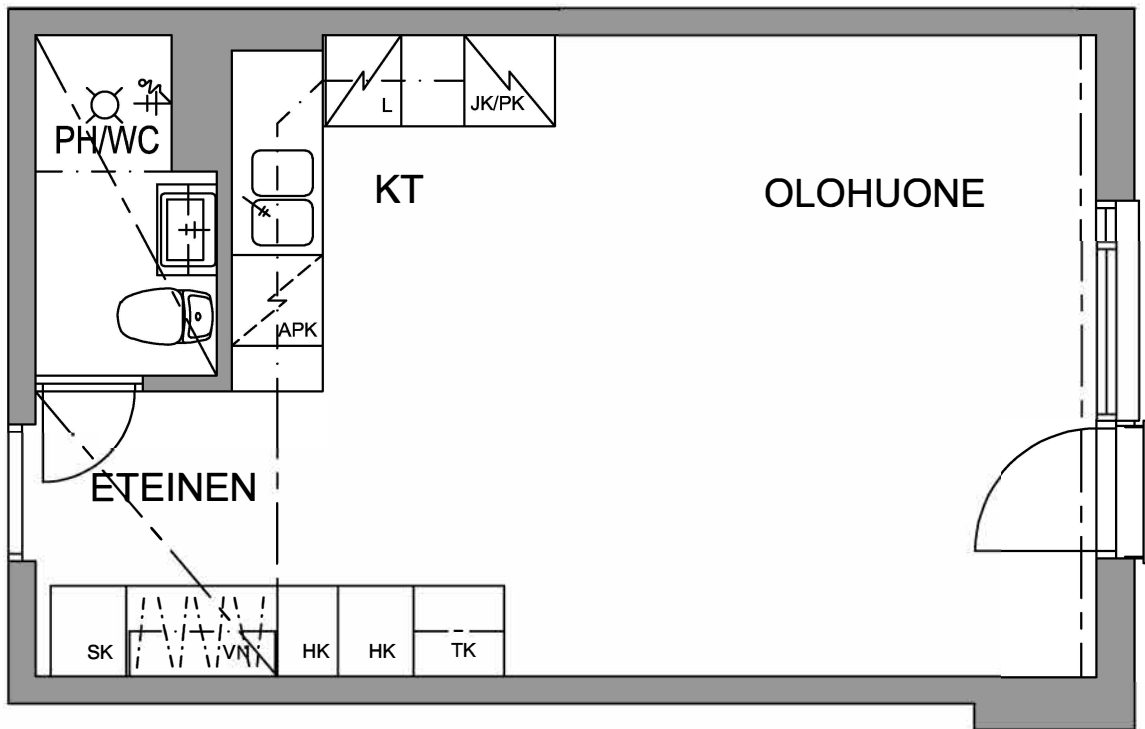 L
JK/PK
PH/WC
KT
OLOHUONE
APK
ETEINEN
SK
VN
HK
HK
TK